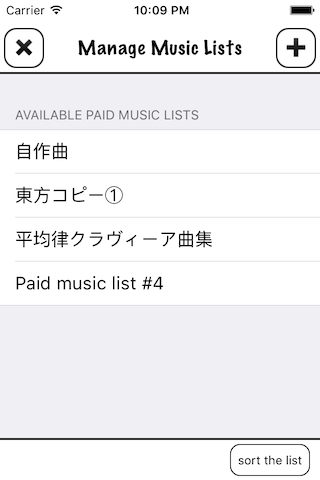 Carrier 10:09 PM
Manage Music Lists
AVAILABLE PAID MUSIC LISTS
自作曲
東方コピー①
平均律クラヴィーア曲集
Paid music list #4
sort the list